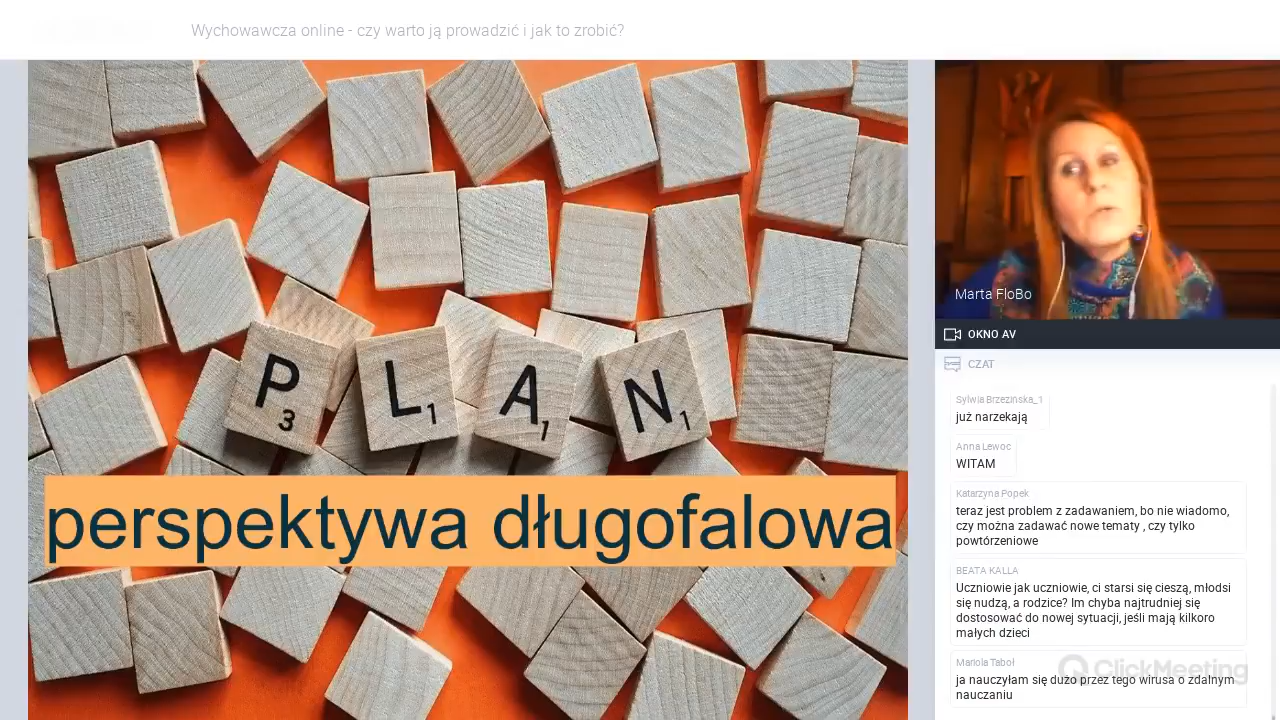 Wychowawcza online - czy warto ją prowadzić i jak to zrobić?
P
3
L
1
A
1
N
1
perspektywa długofalowa
Marta FloBo
OKNO AV
CZAT
Sylwia Brzezińska_1
już narzekają
Anna Lewoc
WITAM
Katarzyna Popek
teraz jest problem z zadawaniem, bo nie wiadomo,
czy można zadawać nowe tematy , czy tylko
powtórzeniowe
BEATA KALLA
Uczniowie jak uczniowie, ci starsi się cieszą, młodsi
się nudzą, a rodzice? Im chyba najtrudniej się
dostosować do nowej sytuacji, jeśli mają kilkoro
małych dzieci
Mariola Taboł
ja nauczyłam się dużo przez tego wirusa o zdalnym
nauczaniu
ClickMeeting